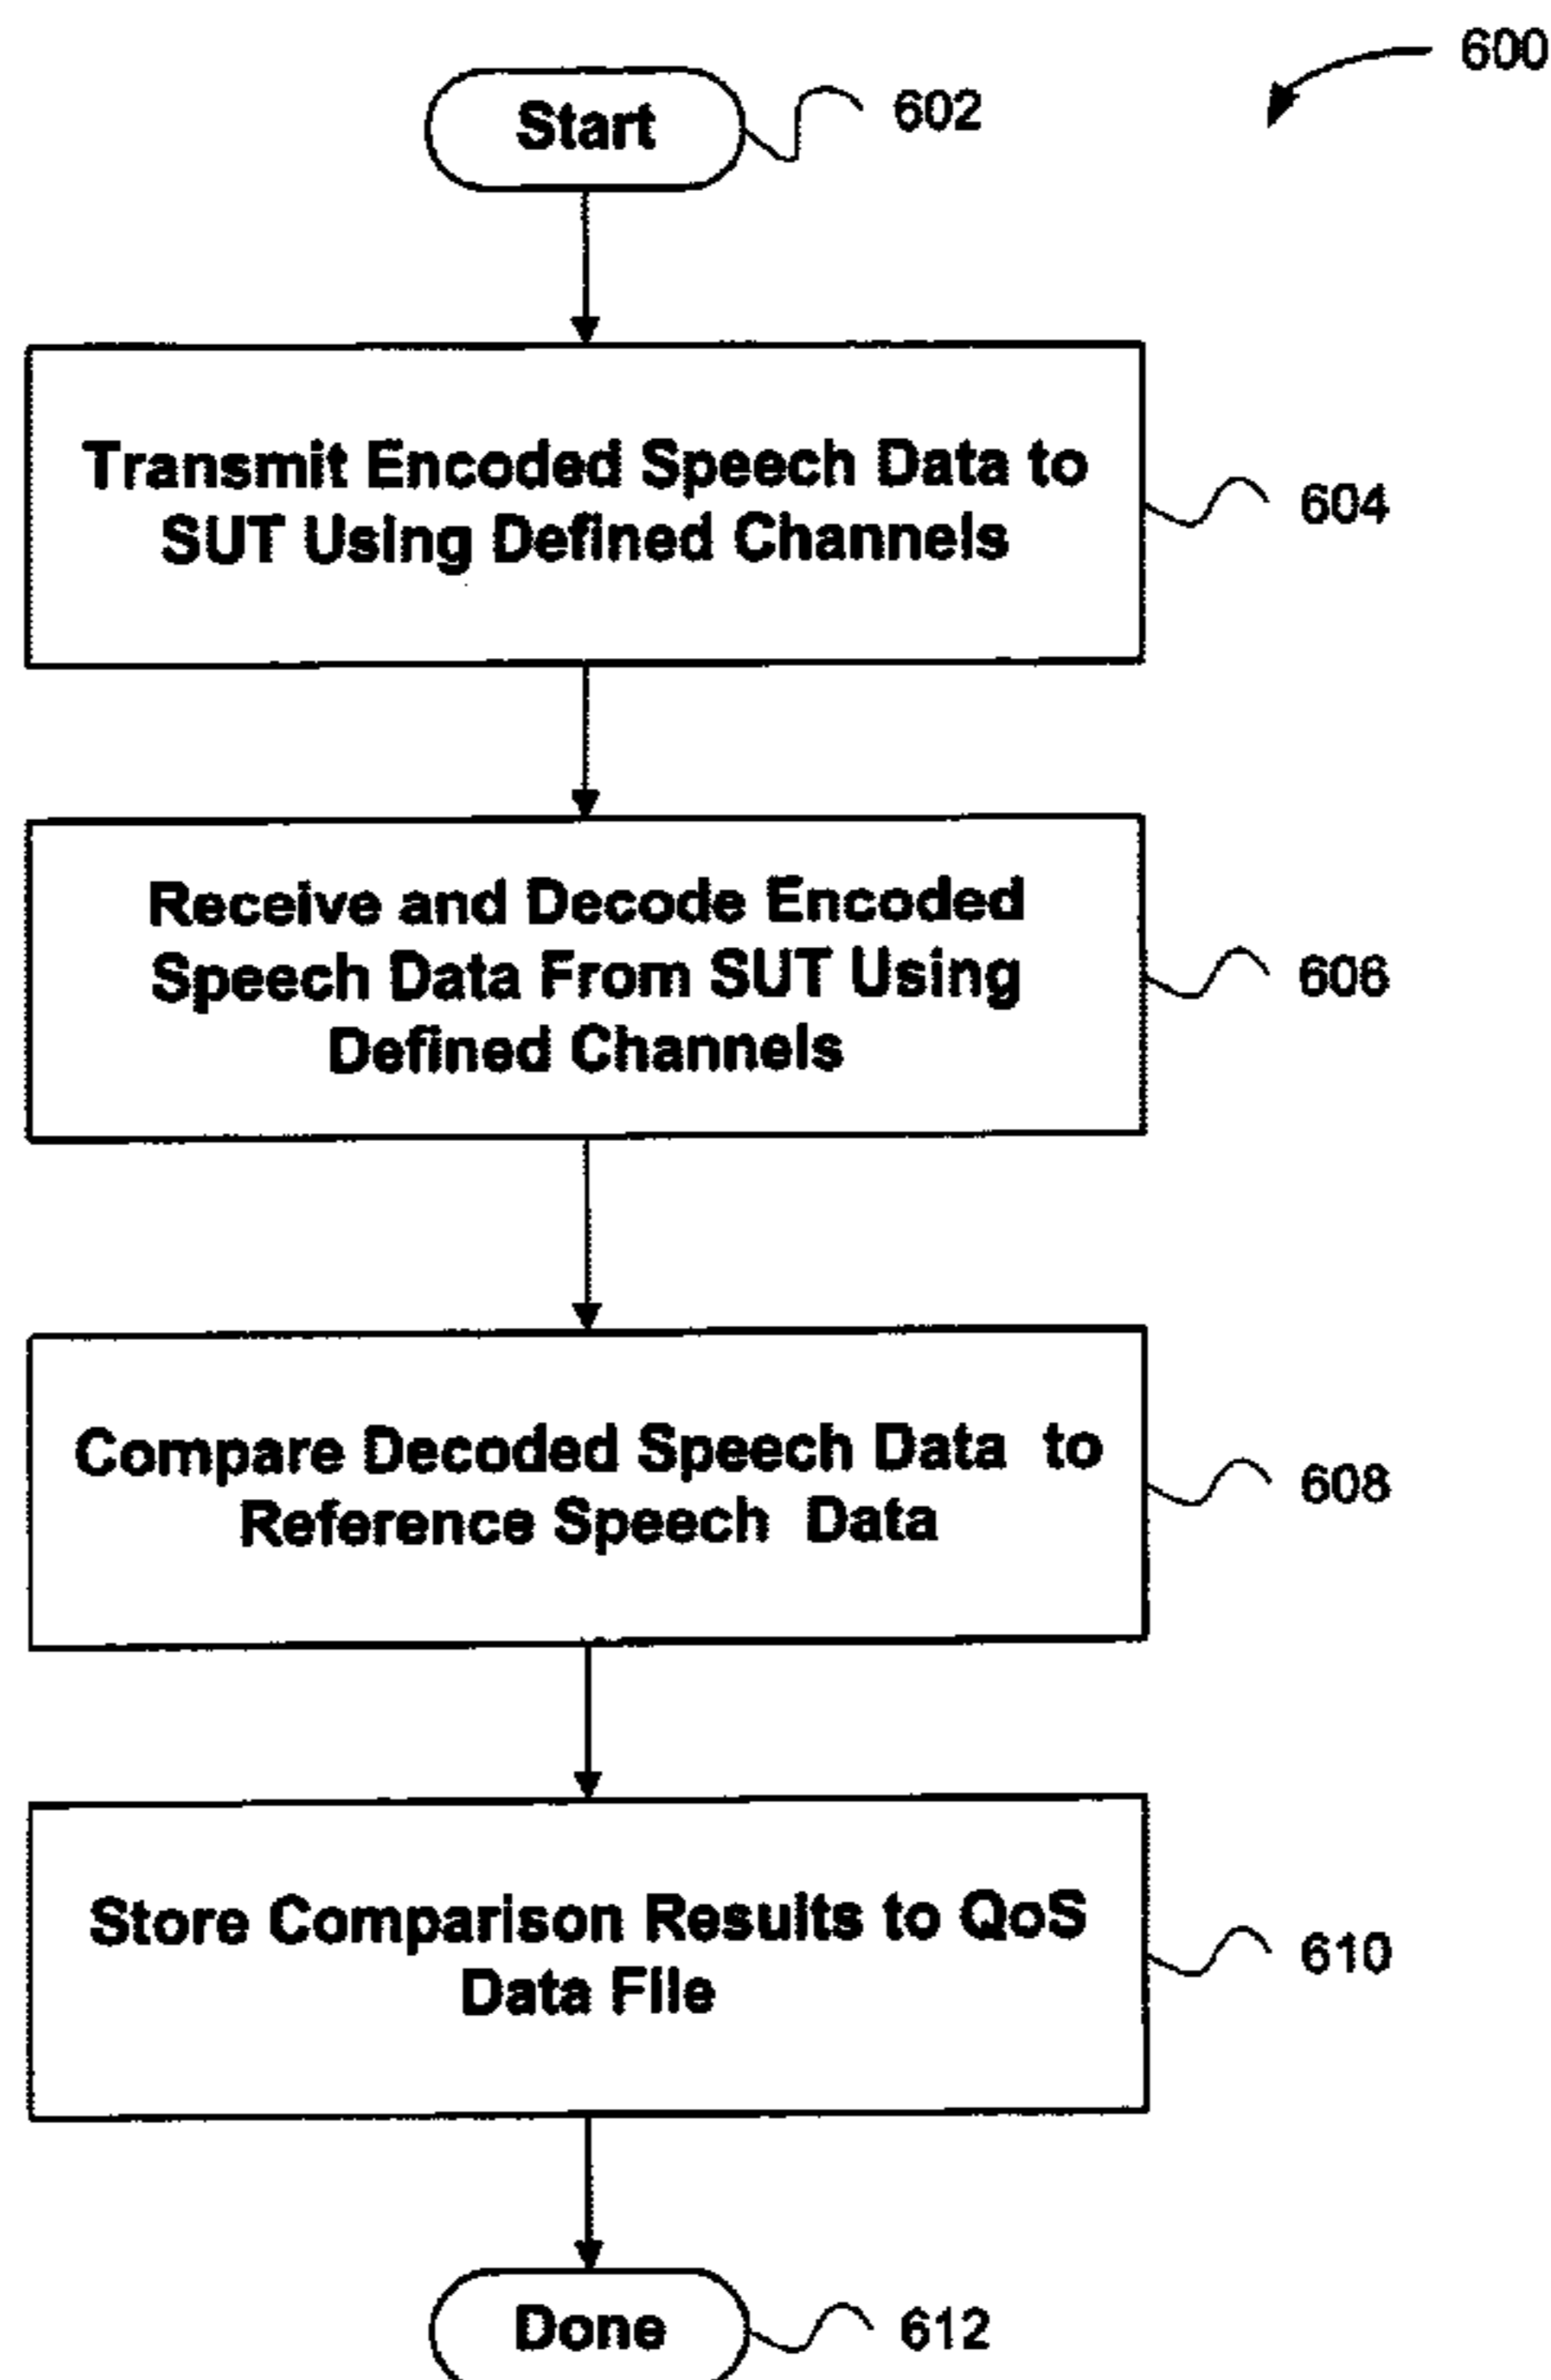 600
Start
602
Transmit Encoded Speech Data to
SUT Using Defined Channels
604
Receive and Decode Encoded
Speech Data From SUT Using
Defined Channels
606
Compare Decoded Speech Data to
Reference Speech Data
608
Store Comparison Results to QoS
Data File
610
Done
612